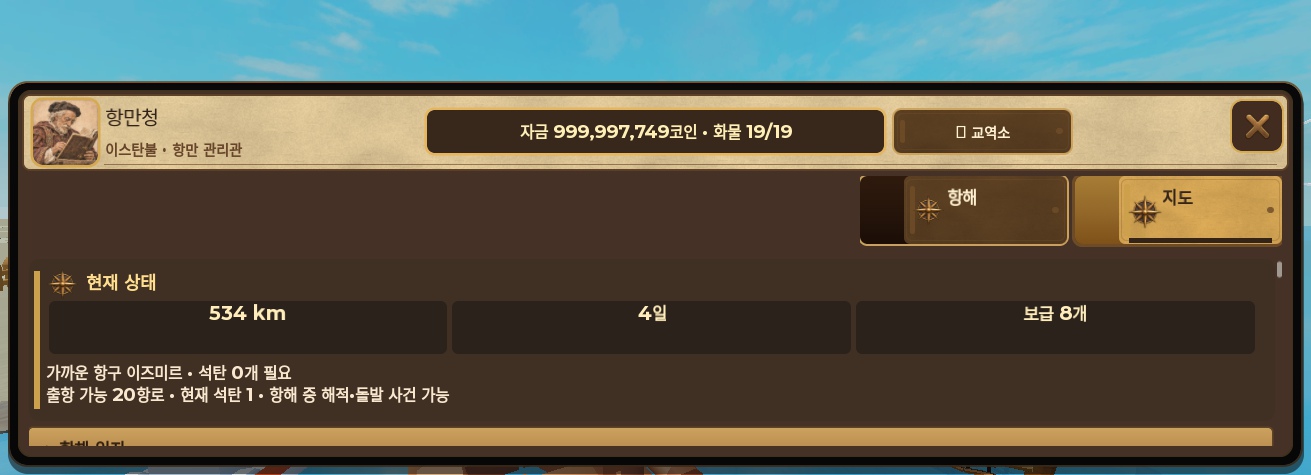 항만청
이스탄불 • 항만 관리관
자금 999,997,749코인 • 화물 19/19
교역소
항해
지도
현재 상태
534 km
4일
보급 8개
가까운 항구 이즈미르 • 석탄 0개 필요
출항 가능 20항로 • 현재 석탄 1 • 항해 중 해적•돌발 사건 가능